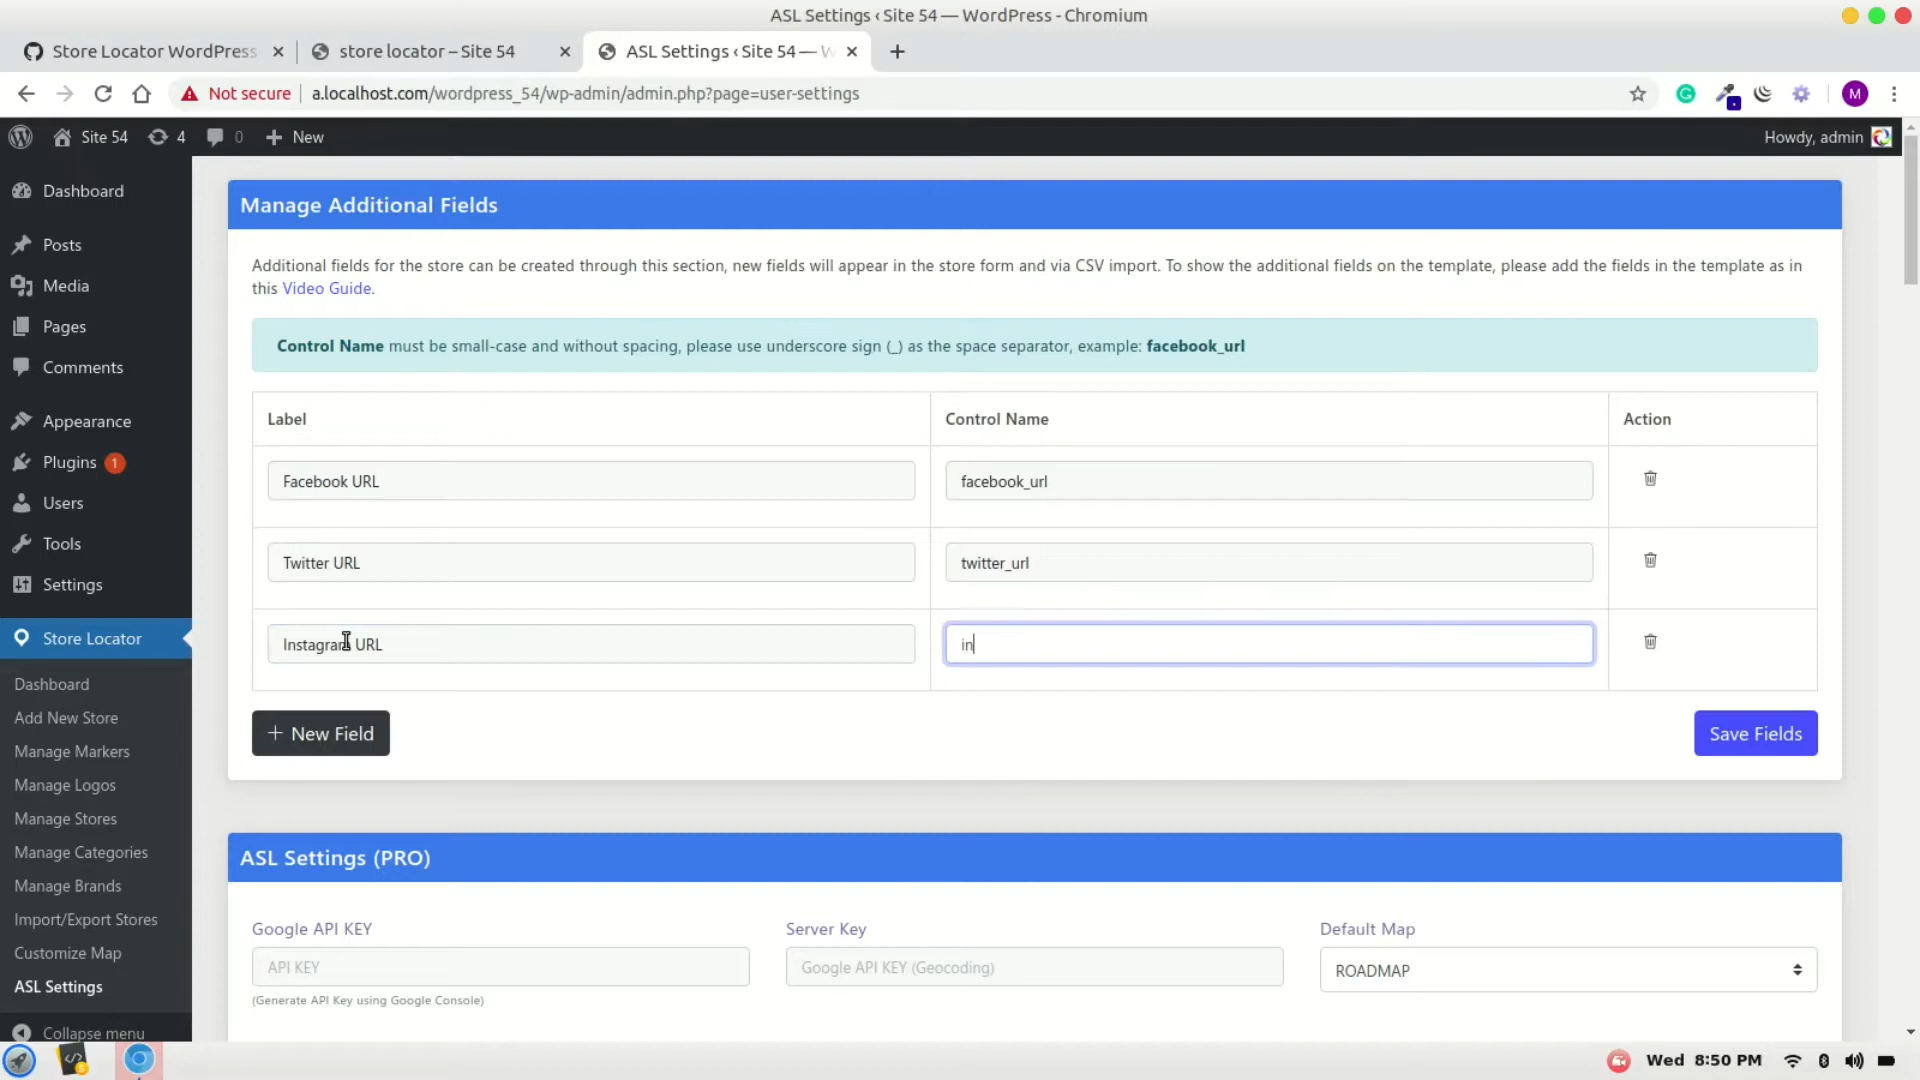 ASL Settings ‹ Site 54 — WordPress - Chromium
Store Locator WordPress
store locator – Site 54
ASL Settings ‹ Site 54 — W
Not secure
a.localhost.com/wordpress_54/wp-admin/admin.php?page=user-settings
M
Site 54
4
0
New
Howdy, admin
Dashboard
Posts
Media
Pages
Comments
Appearance
Plugins 1
Users
Tools
Settings
Store Locator
Dashboard
Add New Store
Manage Markers
Manage Logos
Manage Stores
Manage Categories
Manage Brands
Import/Export Stores
Customize Map
ASL Settings
Collapse menu
Manage Additional Fields
Additional fields for the store can be created through this section, new fields will appear in the store form and via CSV import. To show the additional fields on the template, please add the fields in the template as in
this Video Guide.
Control Name must be small-case and without spacing, please use underscore sign (_) as the space separator, example: facebook_url
Label
Control Name
Action
Facebook URL
facebook_url
Twitter URL
twitter_url
Instagram URL
in
+ New Field
Save Fields
ASL Settings (PRO)
Google API KEY
Server Key
Default Map
API KEY
Google API KEY (Geocoding)
ROADMAP
(Generate API Key using Google Console)
Wed 8:50 PM